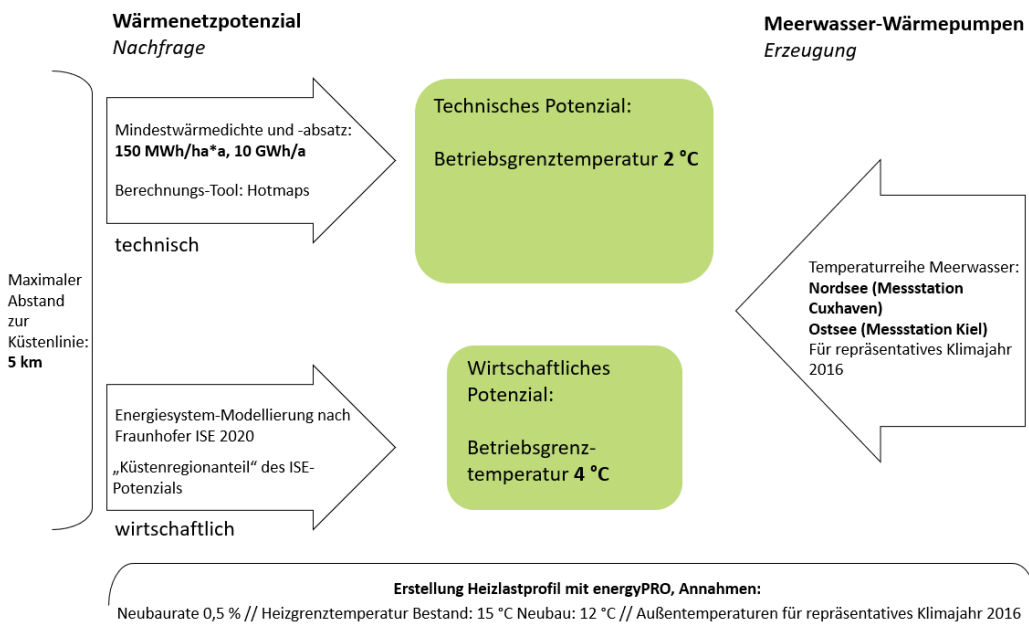 Wärmenetzpotenzial
Nachfrage
Meerwasser-Wärmepumpen
Erzeugung
Maximaler
Abstand
zur
Küstenlinie:
5 km
Mindestwärmedichte und -absatz:
150 MWh/ha*a, 10 GWh/a
Berechnungs-Tool: Hotmaps
technisch
Technisches Potenzial:
Betriebsgrenztemperatur 2 °C
Temperaturreihe Meerwasser:
Nordsee (Messstation
Cuxhaven)
Ostsee (Messstation Kiel)
Für repräsentatives Klimajahr
2016
Energiesystem-Modellierung nach
Fraunhofer ISE 2020
„Küstenregionanteil“ des ISE-
Potenzials
wirtschaftlich
Wirtschaftliches
Potenzial:
Betriebsgrenz-
temperatur 4 °C
Erstellung Heizlastprofil mit energyPRO, Annahmen:
Neubaurate 0,5 % // Heizgrenztemperatur Bestand: 15 °C Neubau: 12 °C // Außentemperaturen für repräsentatives Klimajahr 2016